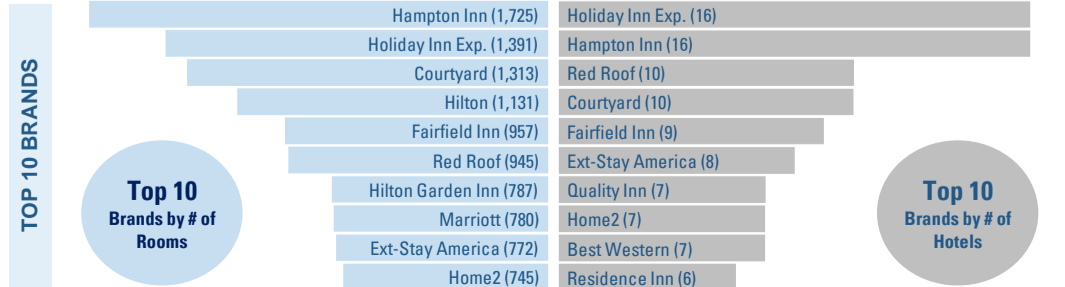 TOP 10 BRANDS
Hampton Inn (1,725)
Holiday Inn Exp. (1,391)
Courtyard (1,313)
Hilton (1,131)
Fairfield Inn (957)
Red Roof (945)
Hilton Garden Inn (787)
Marriott (780)
Ext-Stay America (772)
Home2 (745)
Top 10
Brands by # of
Rooms
Holiday Inn Exp. (16)
Hampton Inn (16)
Red Roof (10)
Courtyard (10)
Fairfield Inn (9)
Ext-Stay America (8)
Quality Inn (7)
Home2 (7)
Best Western (7)
Residence Inn (6)
Top 10
Brands by # of
Hotels